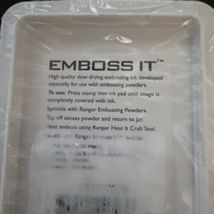 EMBOSS IT™
High quality slow drying embossing ink developed
especially for use with embossing powders.
To use: Press stamp into ink pad until image is
completely covered with ink.
Sprinkle with Ranger Embossing Powders.
Tap off excess powder and return to jar.
Heat emboss using Ranger Heat It Craft Tool.